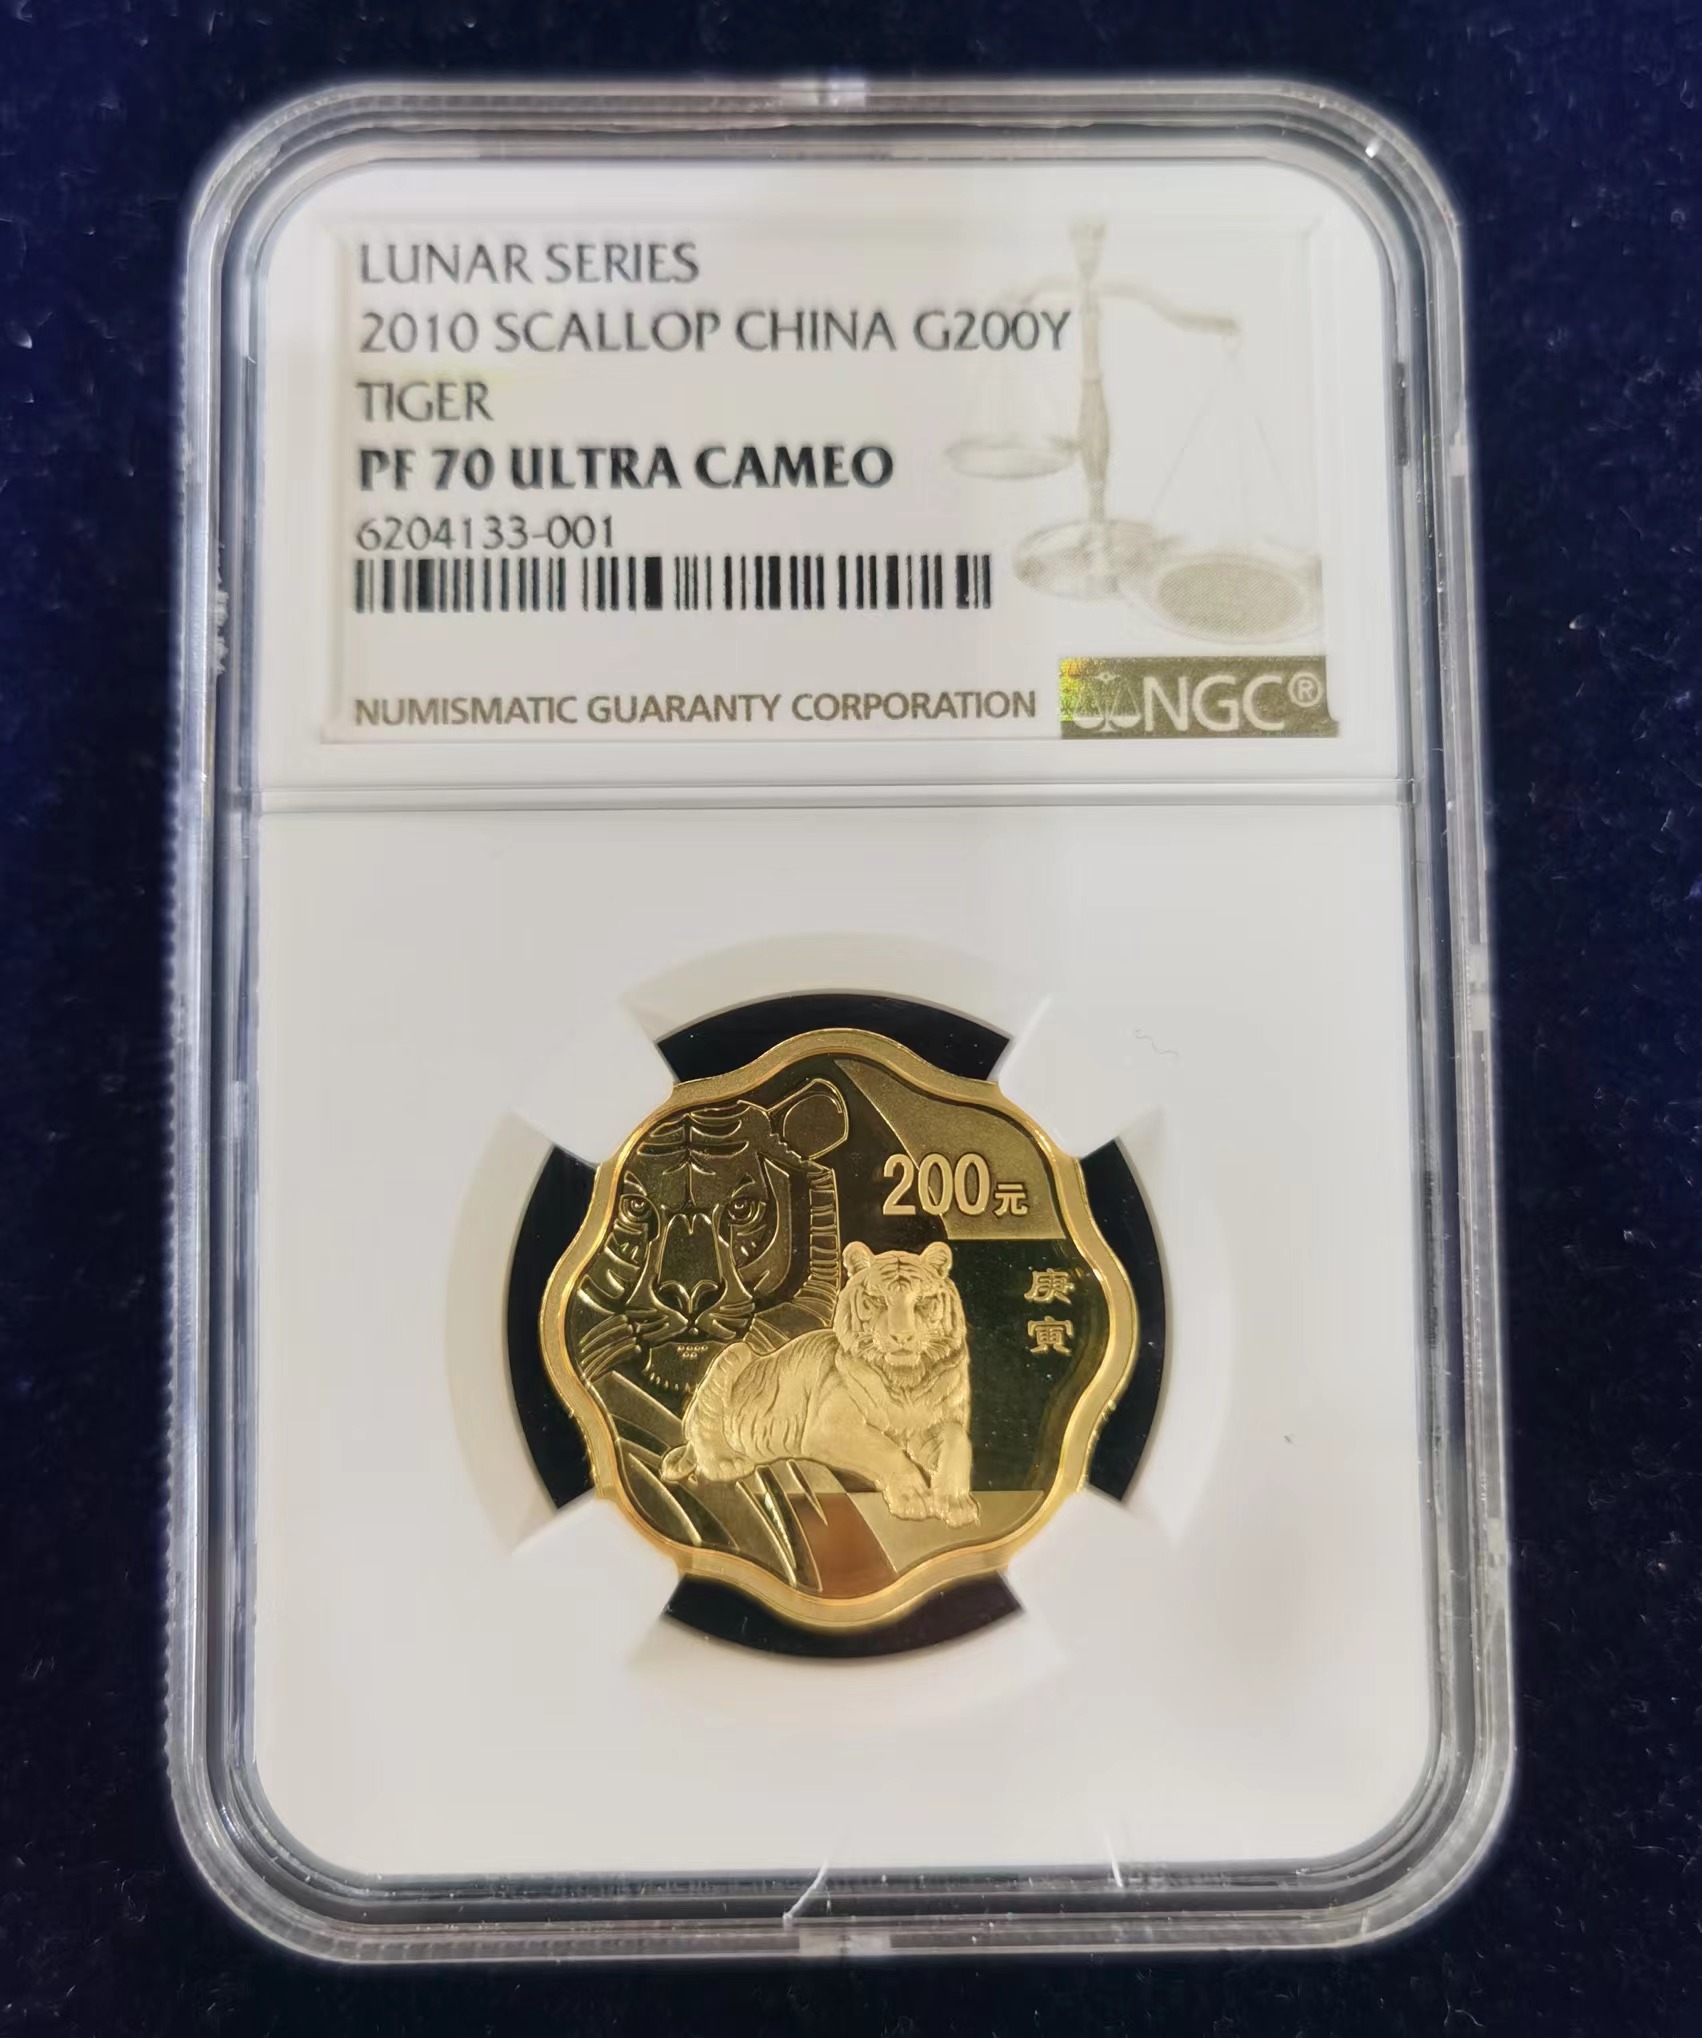 LUNAR SERIES
2010 SCALLOP CHINA G200Y
TIGER
PF 70 ULTRA CAMEO
6204133-001
NUMISMATIC GUARANTY CORPORATION
NGC®
200元
庚
寅